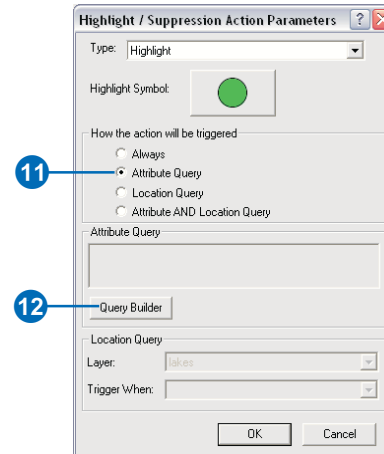 Highlight / Suppression Action Parameters
Type: Highlight
Highlight Symbol:
How the action will be triggered
Always
11 Attribute Query
Location Query
Attribute AND Location Query
Attribute Query
12 Query Builder
Location Query
Layer: lakes
Trigger When:
OK Cancel